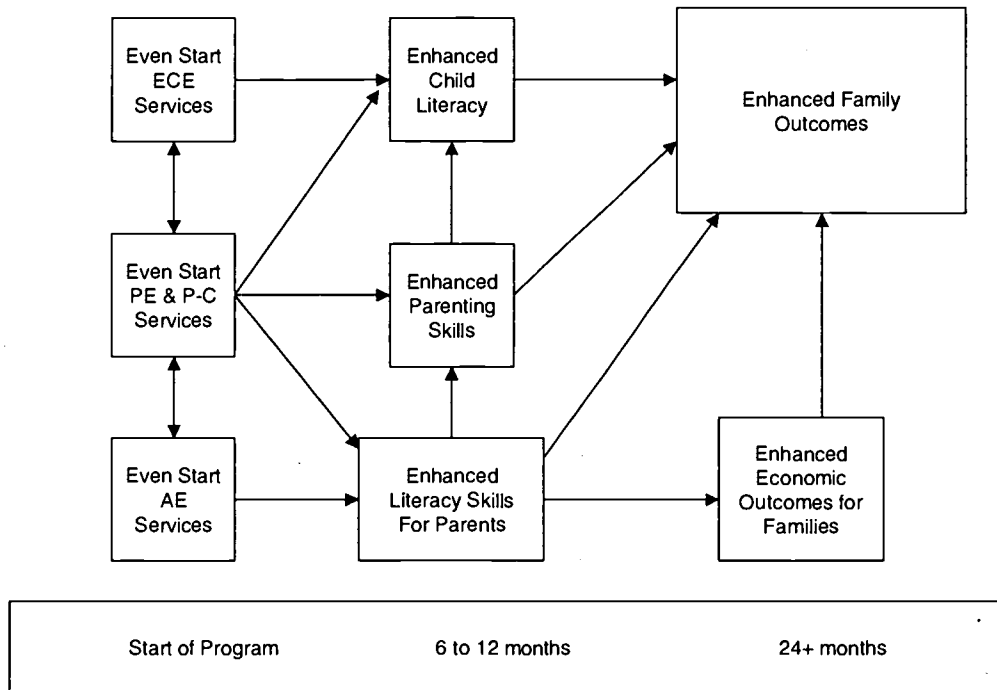 Even Start
ECE
Services
Enhanced
Child
Literacy
Enhanced Family
Outcomes
Even Start
PE & P-C
Services
Enhanced
Parenting
Skills
Even Start
AE
Services
Enhanced
Literacy Skills
For Parents
Enhanced
Economic
Outcomes for
Families
Start of Program
6 to 12 months
24+ months